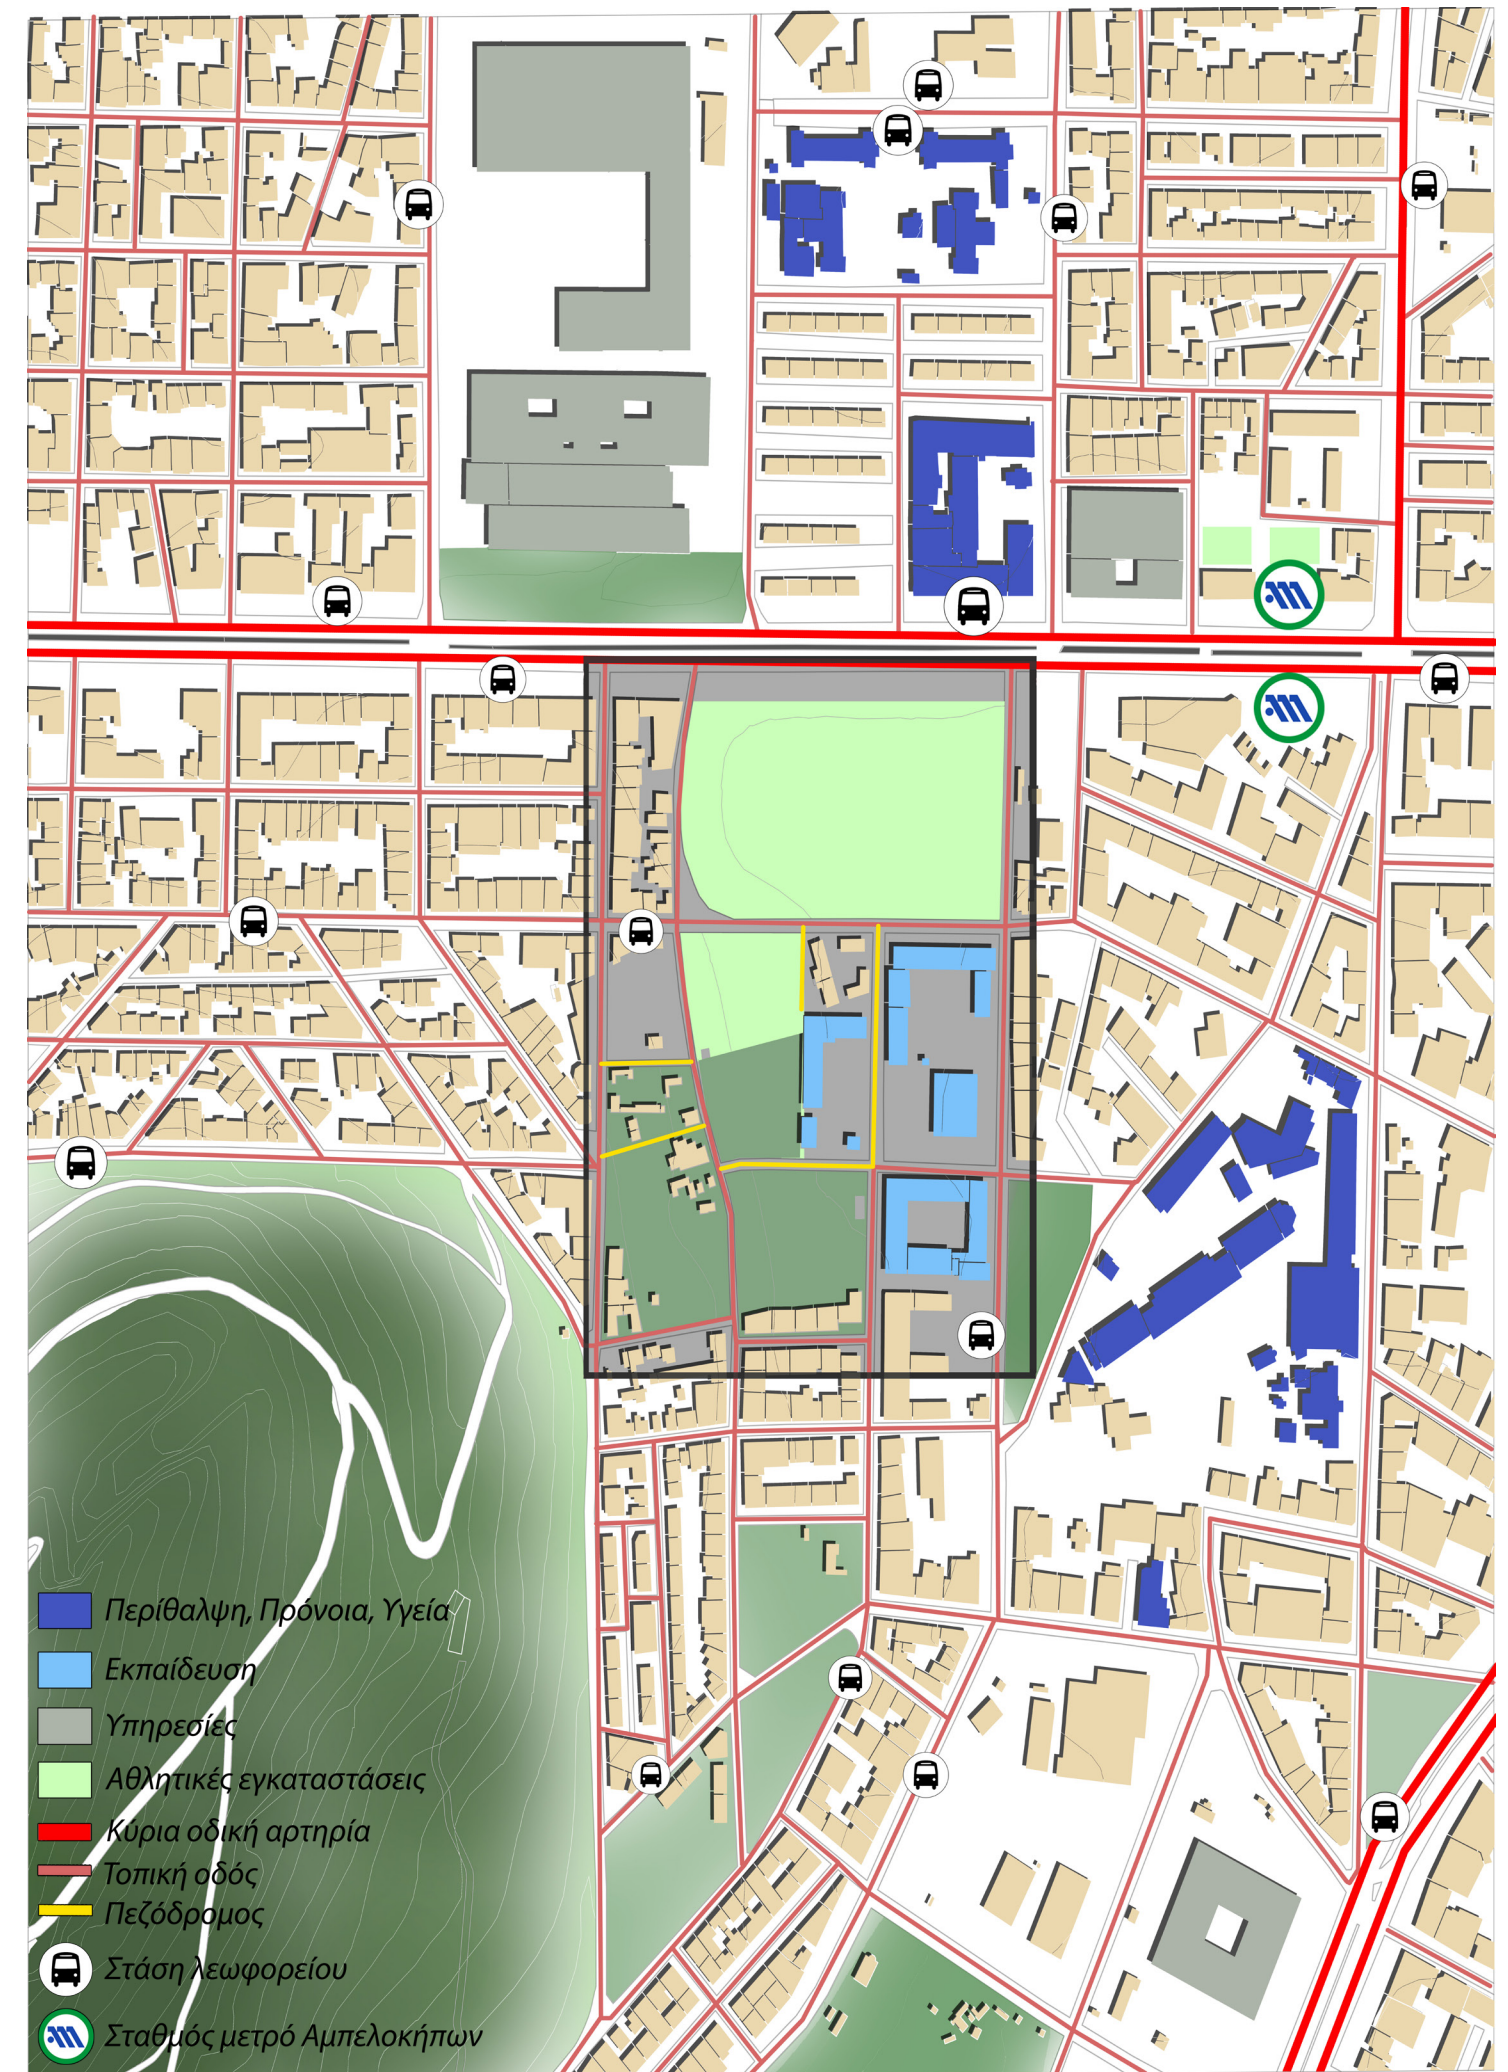 Περίθαλψη, Πρόνοια, Υγεία
Εκπαίδευση
Υπηρεσίες
Αθλητικές εγκαταστάσεις
Κύρια οδική αρτηρία
Τοπική οδός
Πεζόδρομος
Στάση λεωφορείου
Σταθμός μετρό Αμπελοκήπων